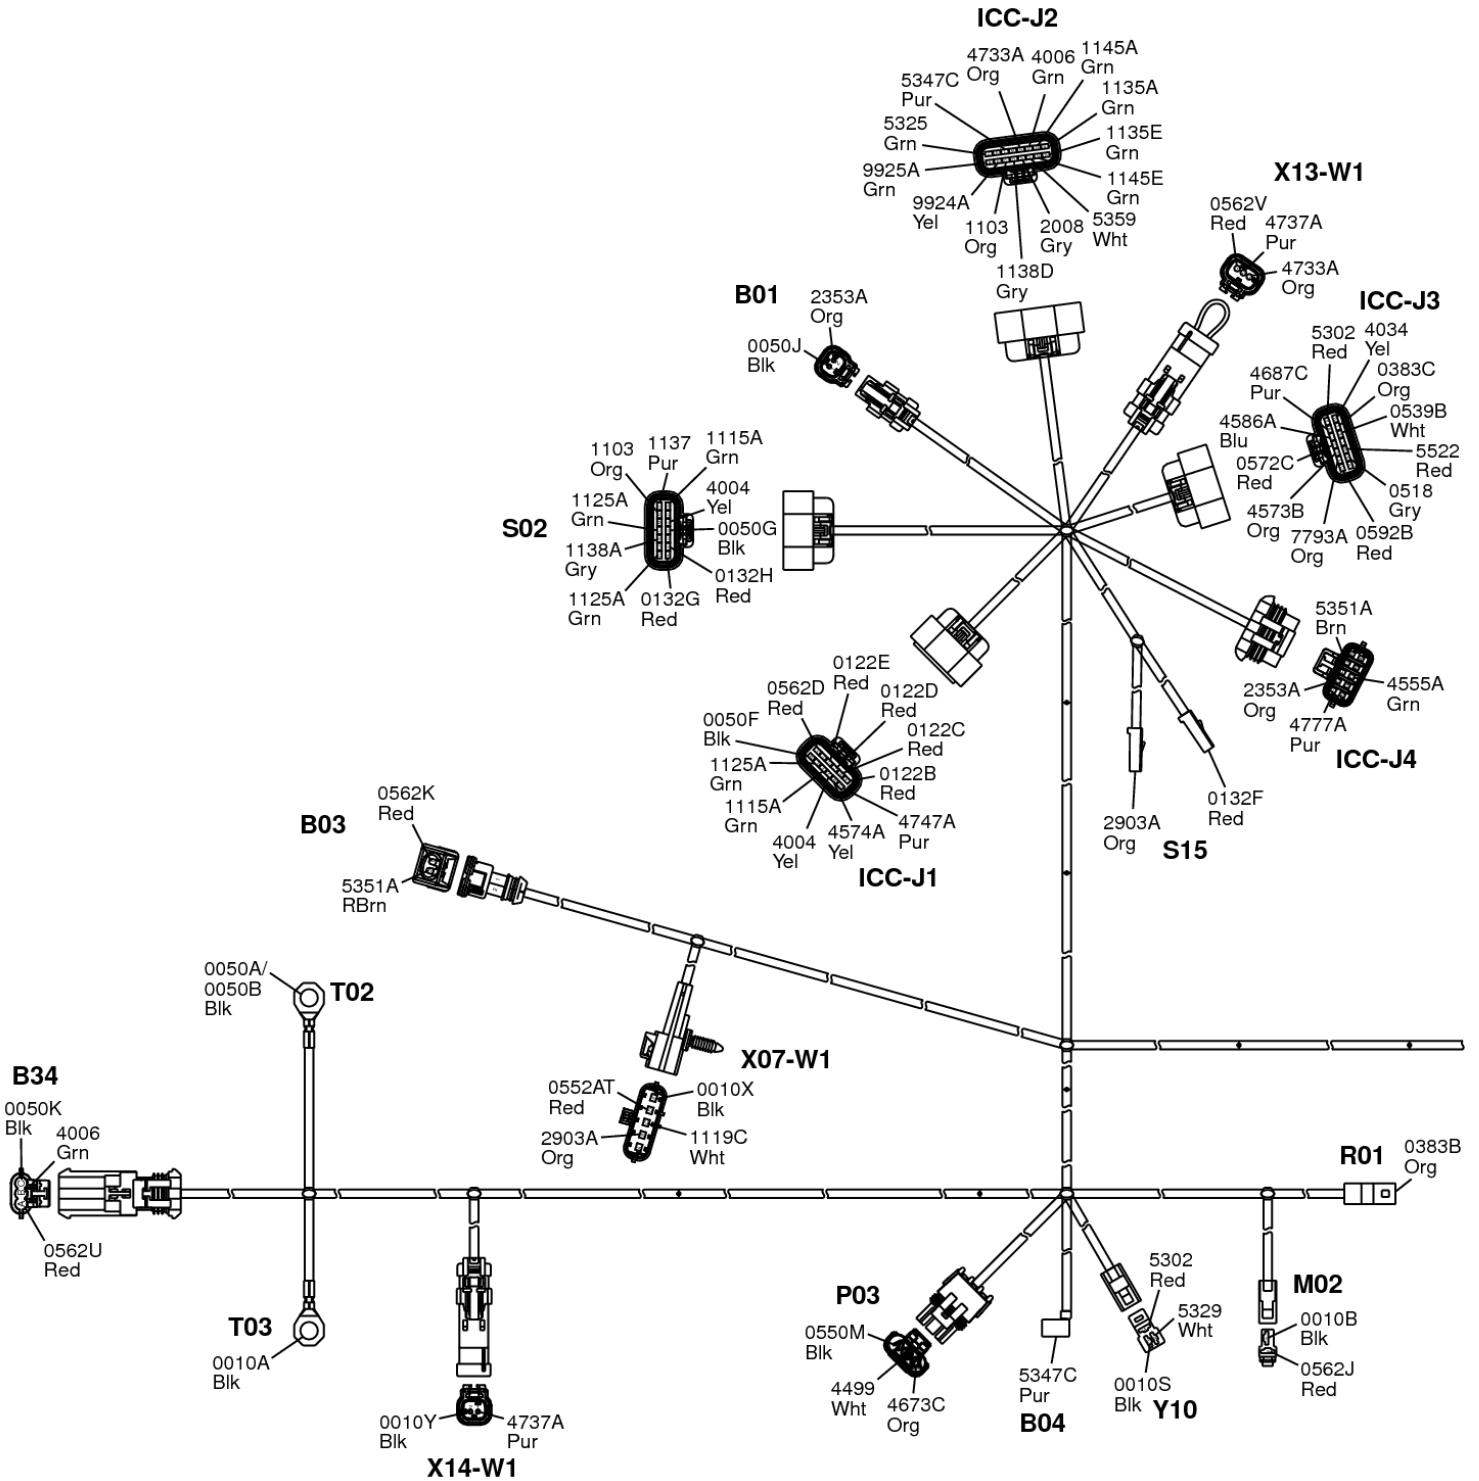 ICC-J2
4733A
Org
4006
Grn
1145A
Grn
5347C
Pur
1135A
Grn
5325
Grn
1135E
Grn
9925A
Grn
1145E
Grn
9924A
Yel
1103
Org
1138D
Gry
2008
Gry
5359
Wht
X13-W1
0562V
Red
4737A
Pur
4733A
Org
B01
2353A
Org
0050J
Blk
ICC-J3
5302
Red
4034
Yel
4687C
Pur
0383C
Org
4586A
Blu
0539B
Wht
0572C
Red
5522
Red
4573B
Org
0518
Gry
7793A
Org
0592B
Red
S02
1103
Org
1137
Pur
1115A
Grn
1125A
Grn
4004
Yel
0050G
Blk
1138A
Gry
0132H
Red
1125A
Grn
0132G
Red
5351A
Brn
2353A
Org
4555A
Grn
4777A
Pur
ICC-J4
0122E
Red
0562D
Red
0122D
Red
0050F
Blk
0122C
Red
1125A
Grn
0122B
Red
1115A
Grn
4004
Yel
4574A
Yel
4747A
Pur
ICC-J1
2903A
Org
0132F
Red
S15
B03
0562K
Red
5351A
RBrn
0050A/
0050B
Blk
T02
X07-W1
0552AT
Red
0010X
Blk
2903A
Org
1119C
Wht
B34
0050K
Blk
4006
Grn
0562U
Red
R01
0383B
Org
T03
0010A
Blk
0010Y
Blk
4737A
Pur
X14-W1
P03
0550M
Blk
4499
Wht
4673C
Org
5347C
Pur
B04
5302
Red
5329
Wht
0010S
Blk
Y10
M02
0010B
Blk
0562J
Red